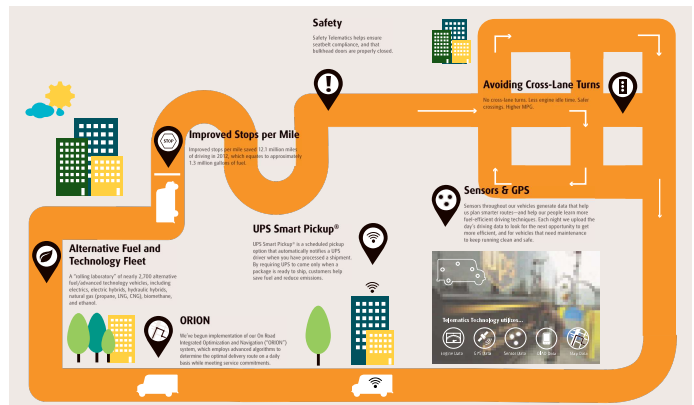 Safety
Safety Telematics helps ensure
seatbelt compliance, and that
bulkhead doors are properly closed.
Avoiding Cross-Lane Turns
No cross-lane turns. Less engine idle time. Safer
crossings. Higher MPG.
STOP
Improved Stops per Mile
Improved stops per mile saved 12.1 million miles
of driving in 2012, which equates to approximately
1.3 million gallons of fuel.
Sensors & GPS
Sensors throughout our vehicles generate data that help
us plan smarter routes—and help our people learn more
fuel-efficient driving techniques. Each night we upload the
day's driving data to look for the next opportunity to get
more efficient, and for vehicles that need maintenance
to keep running clean and safe.
UPS Smart Pickup®
UPS Smart Pickup® is a scheduled pickup
option that automatically notifies a UPS
driver when you have processed a shipment.
By requiring UPS to come only when a
package is ready to ship, customers help
save fuel and reduce emissions.
Alternative Fuel and
Technology Fleet
A "rolling laboratory" of nearly 2,700 alternative
fuel/advanced technology vehicles, including
electrics, electric hybrids, hydraulic hybrids,
natural gas (propane, LNG, CNG), biomethane,
and ethanol.
ORION
We've begun implementation of our On Road
Integrated Optimization and Navigation ("ORION")
system, which employs advanced algorithms to
determine the optimal delivery route on a daily
basis while meeting service commitments.
Telematics Technology utilizes...
Engine Data
GPS Data
Sensor Data
Map Data